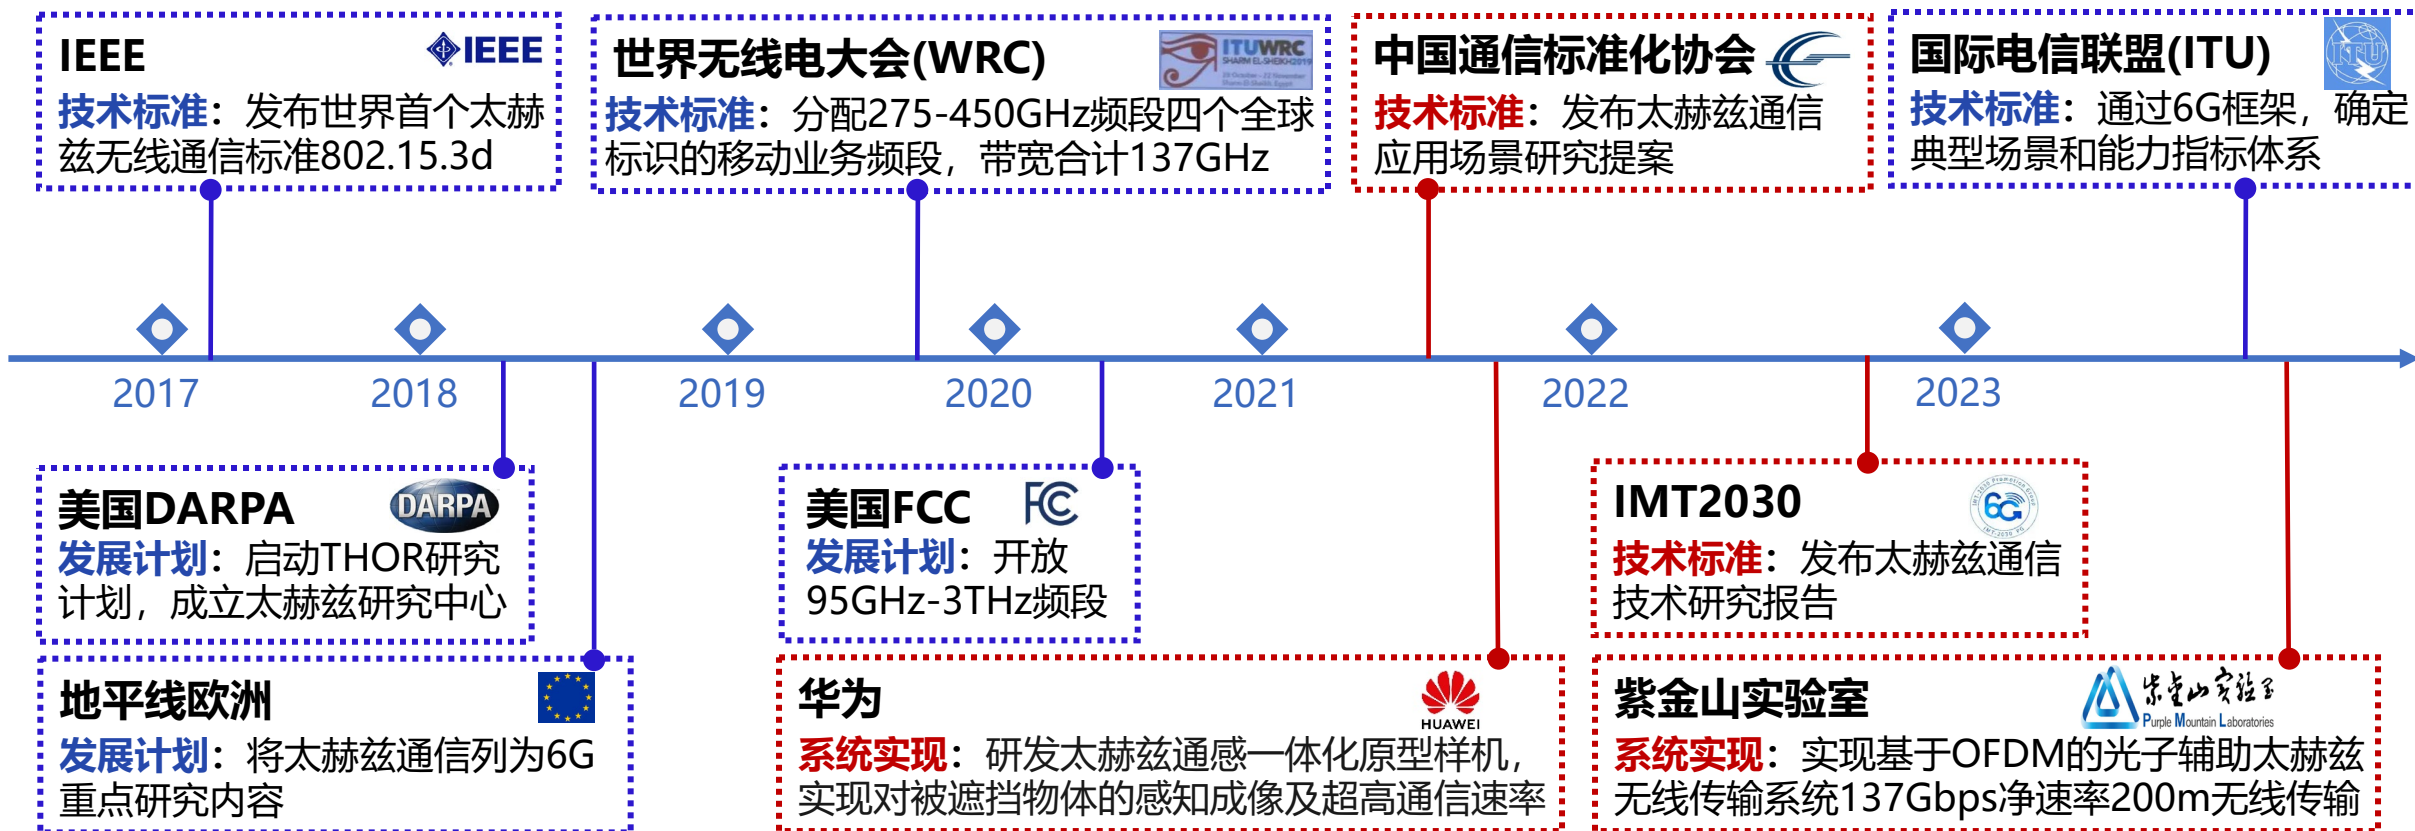 IEEE
IEEE
技术标准：发布世界首个太赫
兹无线通信标准802.15.3d
世界无线电大会(WRC)
ITUWRC
SHARM EL-SHEIKH2019
技术标准：分配275-450GHz频段四个全球
标识的移动业务频段，带宽合计137GHz
中国通信标准化协会
技术标准：发布太赫兹通信
应用场景研究提案
国际电信联盟(ITU)
ITU
技术标准：通过6G框架，确定
典型场景和能力指标体系
2017
2018
2019
2020
2021
2022
2023
美国DARPA
DARPA
发展计划：启动THOR研究
计划，成立太赫兹研究中心
美国FCC
FC
发展计划：开放
95GHz-3THz频段
IMT2030
6G
技术标准：发布太赫兹通信
技术研究报告
地平线欧洲
发展计划：将太赫兹通信列为6G
重点研究内容
华为
HUAWEI
系统实现：研发太赫兹通感一体化原型样机，
实现对被遮挡物体的感知成像及超高通信速率
紫金山实验室
紫金山实验室
Purple Mountain Laboratories
系统实现：实现基于OFDM的光子辅助太赫兹
无线传输系统137Gbps净速率200m无线传输